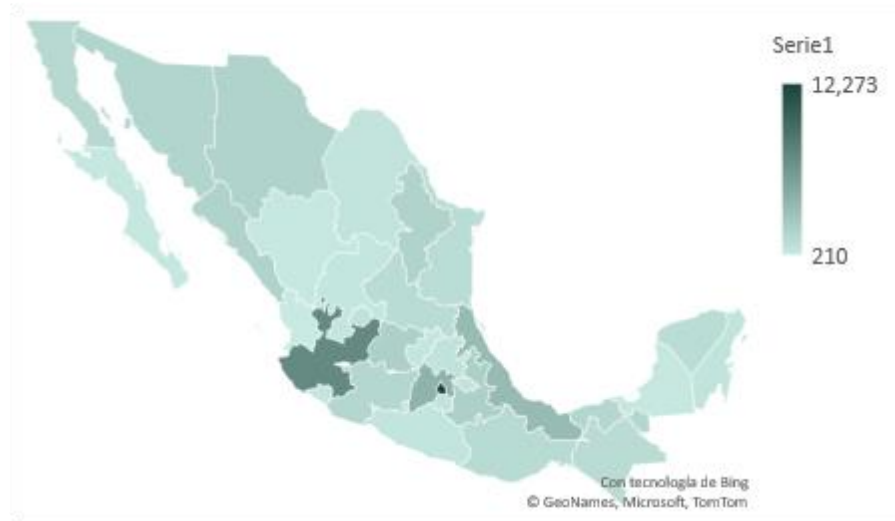 Serie1
12,273
210
Con tecnología de Bing
© GeoNames, Microsoft, TomTom